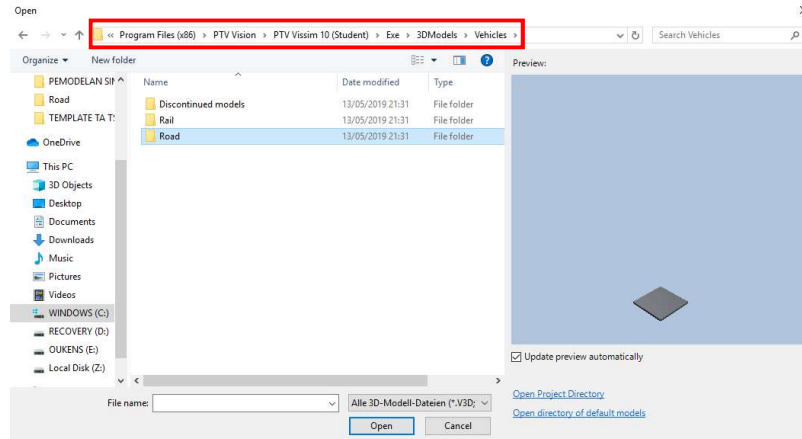 Open
« Program Files (x86) › PTV Vision › PTV Vissim 10 (Student) › Exe › 3DModels › Vehicles ›
Search Vehicles
Organize
New folder
Preview:
Name
Date modified
Type
PEMODELAN SIM
Road
TEMPLATE TA T
OneDrive
This PC
3D Objects
Desktop
Documents
Downloads
Music
Pictures
Videos
WINDOWS (C:)
RECOVERY (D:)
OUKENS (E:)
Local Disk (Z:)
Discontinued models 13/05/2019 21:31 File folder
Rail 13/05/2019 21:31 File folder
Road 13/05/2019 21:31 File folder
Update preview automatically
Open Project Directory
Open directory of default models
File name:
Alle 3D-Modell-Dateien (*.V3D;
Open
Cancel